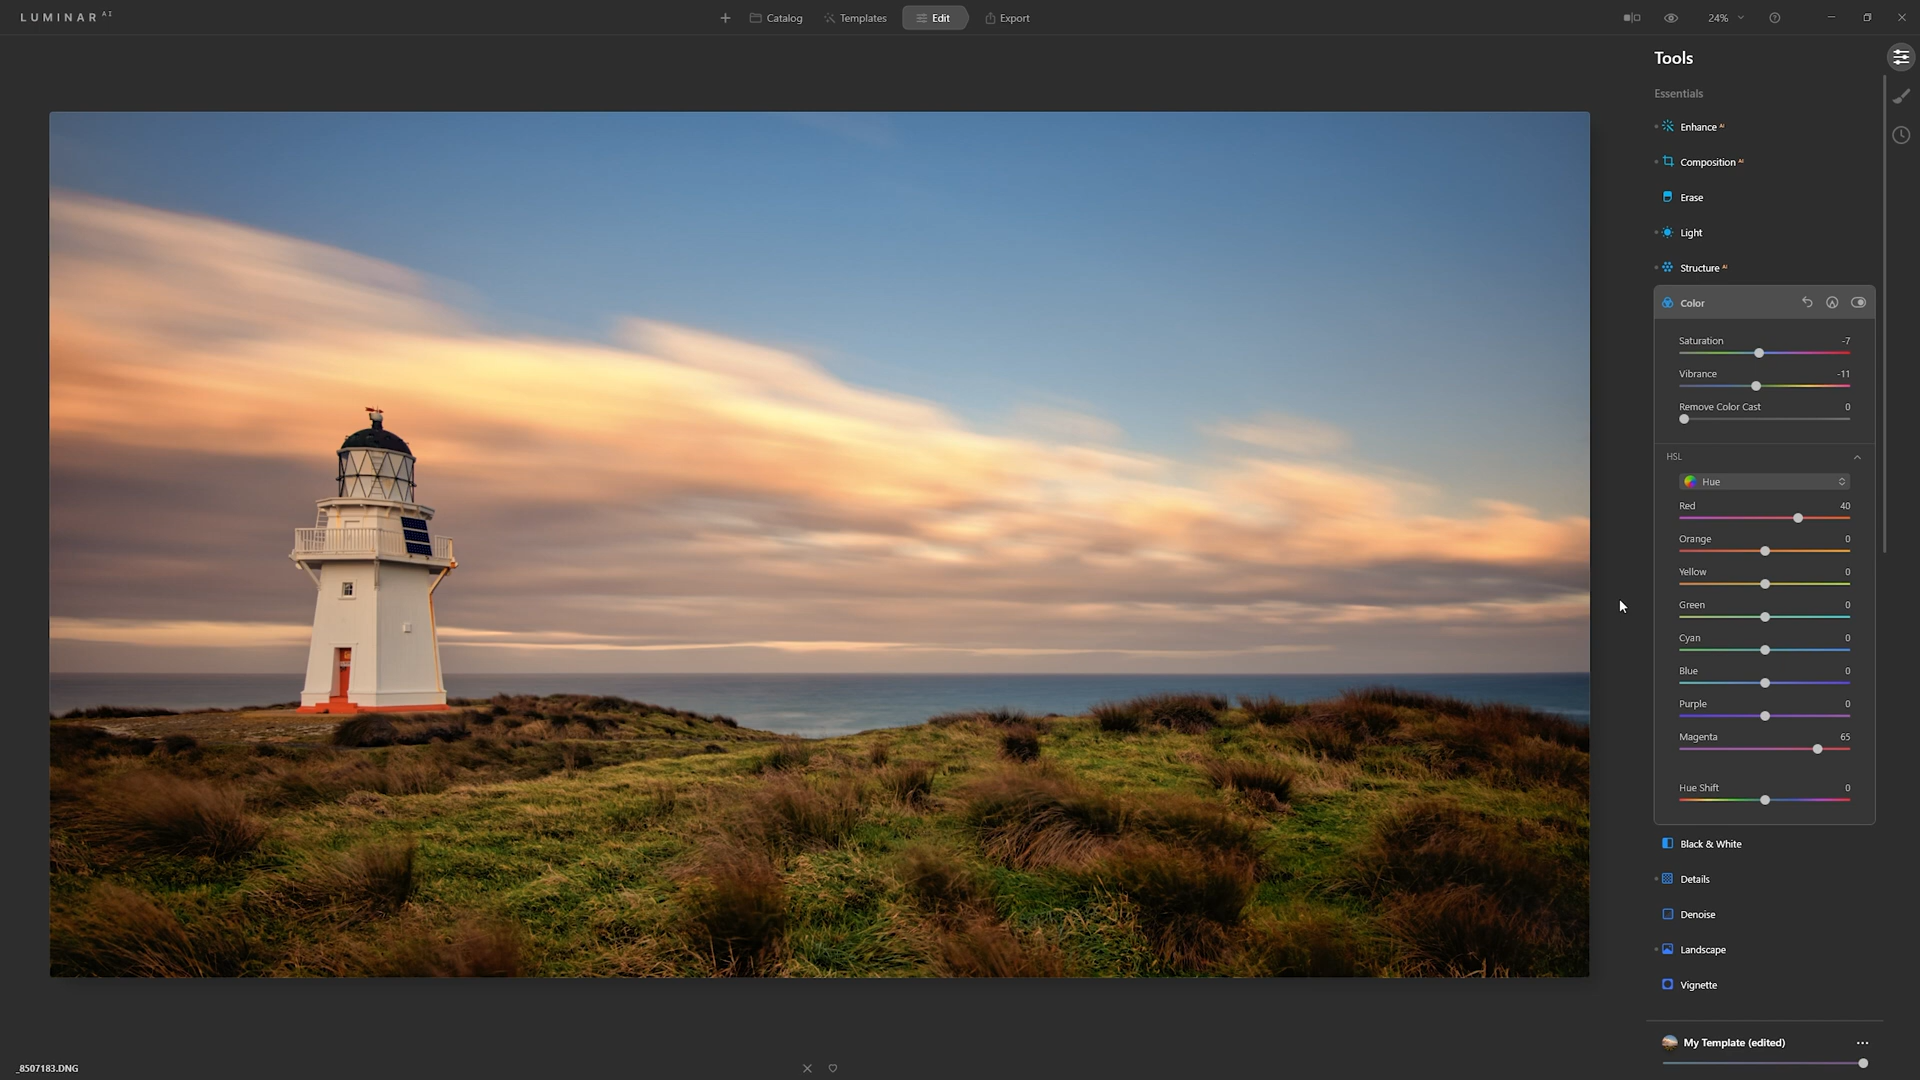 LUMINAR AI
Catalog
Templates
Edit
Export
24%
Tools
Essentials
Enhance AI
Composition AI
Erase
Light
Structure AI
Color
Saturation -7
Vibrance -11
Remove Color Cast 0
HSL
Hue
Red 40
Orange 0
Yellow 0
Green 0
Cyan 0
Blue 0
Purple 0
Magenta 65
Hue Shift 0
Black & White
Details
Denoise
Landscape
Vignette
My Template (edited)
_8507183.DNG